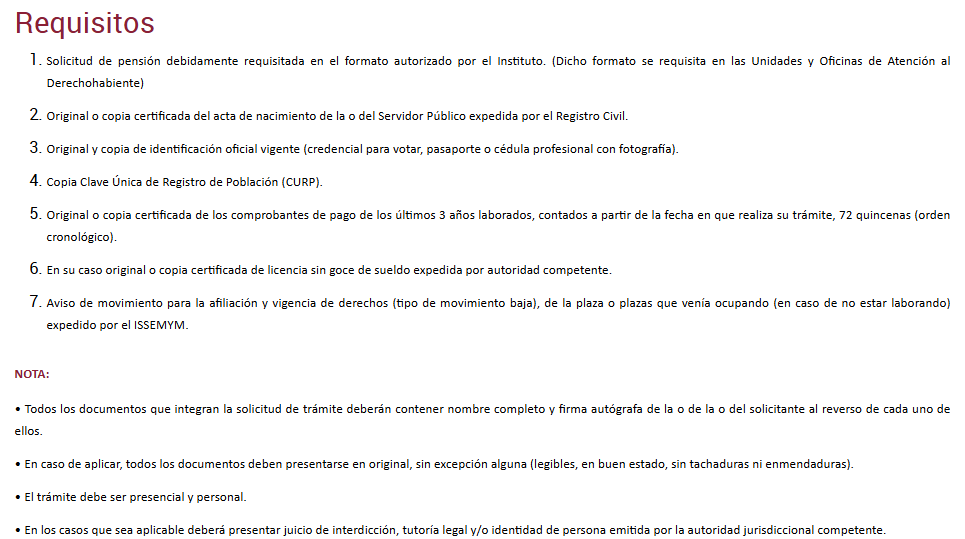 Requisitos
1. Solicitud de pensión debidamente requisitada en el formato autorizado por el Instituto. (Dicho formato se requisita en las Unidades y Oficinas de Atención al
Derechohabiente)
2. Original o copia certificada del acta de nacimiento de la o del Servidor Público expedida por el Registro Civil.
3. Original y copia de identificación oficial vigente (credencial para votar, pasaporte o cédula profesional con fotografía).
4. Copia Clave Única de Registro de Población (CURP).
5. Original o copia certificada de los comprobantes de pago de los últimos 3 años laborados, contados a partir de la fecha en que realiza su trámite, 72 quincenas (orden
cronológico).
6. En su caso original o copia certificada de licencia sin goce de sueldo expedida por autoridad competente.
7. Aviso de movimiento para la afiliación y vigencia de derechos (tipo de movimiento baja), de la plaza o plazas que venía ocupando (en caso de no estar laborando)
expedido por el ISSEMYM.
NOTA:
• Todos los documentos que integran la solicitud de trámite deberán contener nombre completo y firma autógrafa de la o de la o del solicitante al reverso de cada uno de
ellos.
• En caso de aplicar, todos los documentos deben presentarse en original, sin excepción alguna (legibles, en buen estado, sin tachaduras ni enmendaduras).
• El trámite debe ser presencial y personal.
• En los casos que sea aplicable deberá presentar juicio de interdicción, tutoría legal y/o identidad de persona emitida por la autoridad jurisdiccional competente.